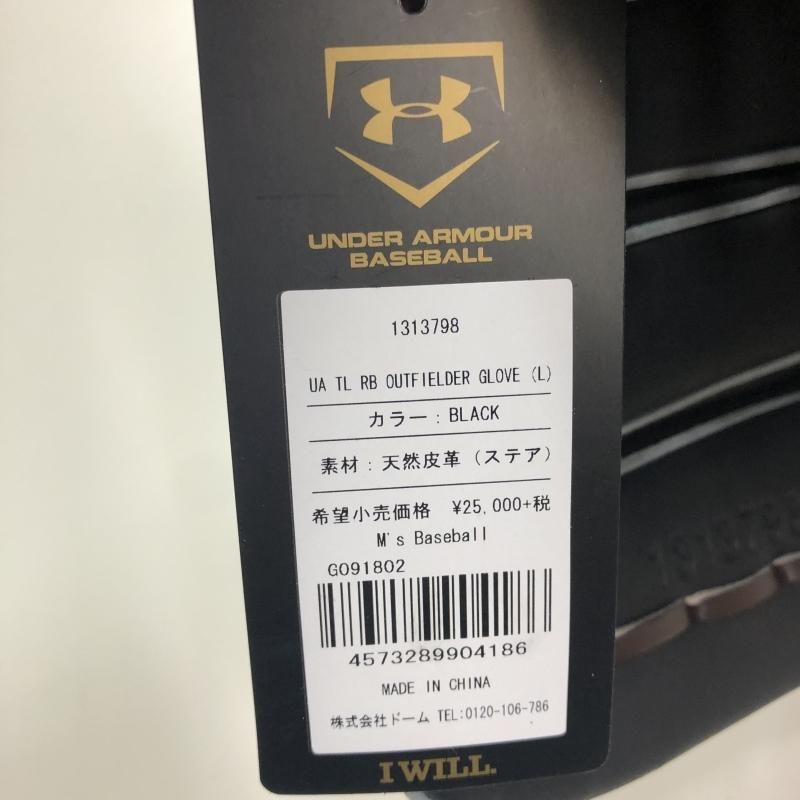 UNDER ARMOUR
BASEBALL
1313798
UA TL RB OUTFIELDER GLOVE (L)
カラー：BLACK
素材：天然皮革（ステア）
希望小売価格 ¥25,000+税
M's Baseball
G091802
4573289904186
MADE IN CHINA
株式会社ドーム TEL:0120-106-786
I WILL.